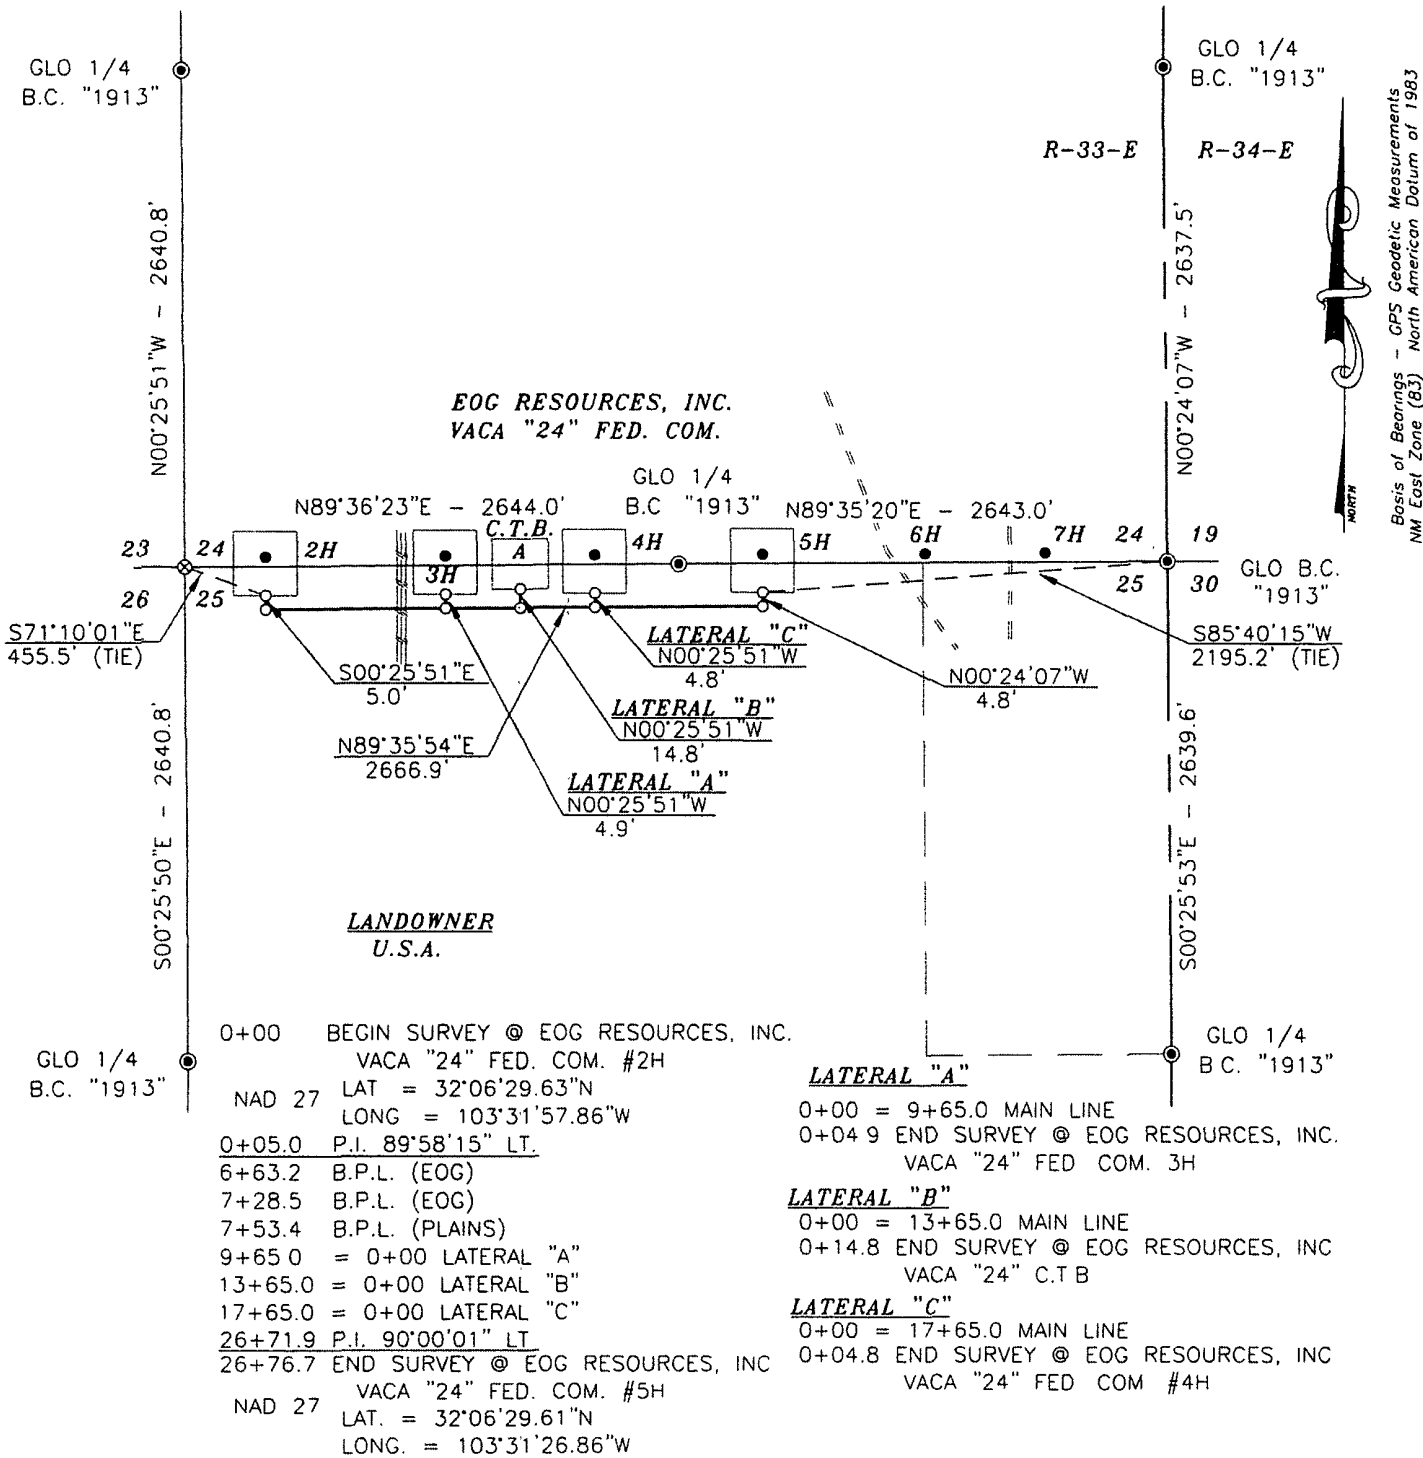 GLO 1/4
B.C. "1913"
GLO 1/4
B.C. "1913"
R-33-E
R-34-E
Basis of Bearings - GPS Geodetic Measurements
NM East Zone (83) North American Datum of 1983
NORTH
N00°25'51"W - 2640.8'
N00°24'07"W - 2637.5'
EOG RESOURCES, INC.
VACA "24" FED. COM.
GLO 1/4
B.C "1913"
N89°36'23"E - 2644.0'
N89°35'20"E - 2643.0'
C.T.B.
A
23
24
2H
3H
4H
5H
6H
7H
24
19
26
25
25
30
GLO B.C.
"1913"
S71°10'01"E
455.5' (TIE)
S85°40'15"W
2195.2' (TIE)
S00°25'51"E
5.0'
LATERAL "C"
N00°25'51"W
4.8'
N00°24'07"W
4.8'
LATERAL "B"
N00°25'51"W
14.8'
N89°35'54"E
2666.9'
LATERAL "A"
N00°25'51"W
4.9'
S00°25'50"E - 2640.8'
S00°25'53"E - 2639.6'
LANDOWNER
U.S.A.
GLO 1/4
B.C. "1913"
GLO 1/4
B C. "1913"
0+00 BEGIN SURVEY @ EOG RESOURCES, INC.
VACA "24" FED. COM. #2H
NAD 27
LAT = 32°06'29.63"N
LONG = 103°31'57.86"W
0+05.0 P.I. 89°58'15" LT.
6+63.2 B.P.L. (EOG)
7+28.5 B.P.L. (EOG)
7+53.4 B.P.L. (PLAINS)
9+65 0 = 0+00 LATERAL "A"
13+65.0 = 0+00 LATERAL "B"
17+65.0 = 0+00 LATERAL "C"
26+71.9 P.I. 90°00'01" LT
26+76.7 END SURVEY @ EOG RESOURCES, INC
VACA "24" FED. COM. #5H
NAD 27
LAT. = 32°06'29.61"N
LONG. = 103°31'26.86"W
LATERAL "A"
0+00 = 9+65.0 MAIN LINE
0+04 9 END SURVEY @ EOG RESOURCES, INC.
VACA "24" FED COM. 3H
LATERAL "B"
0+00 = 13+65.0 MAIN LINE
0+14.8 END SURVEY @ EOG RESOURCES, INC
VACA "24" C.T B
LATERAL "C"
0+00 = 17+65.0 MAIN LINE
0+04.8 END SURVEY @ EOG RESOURCES, INC
VACA "24" FED COM #4H